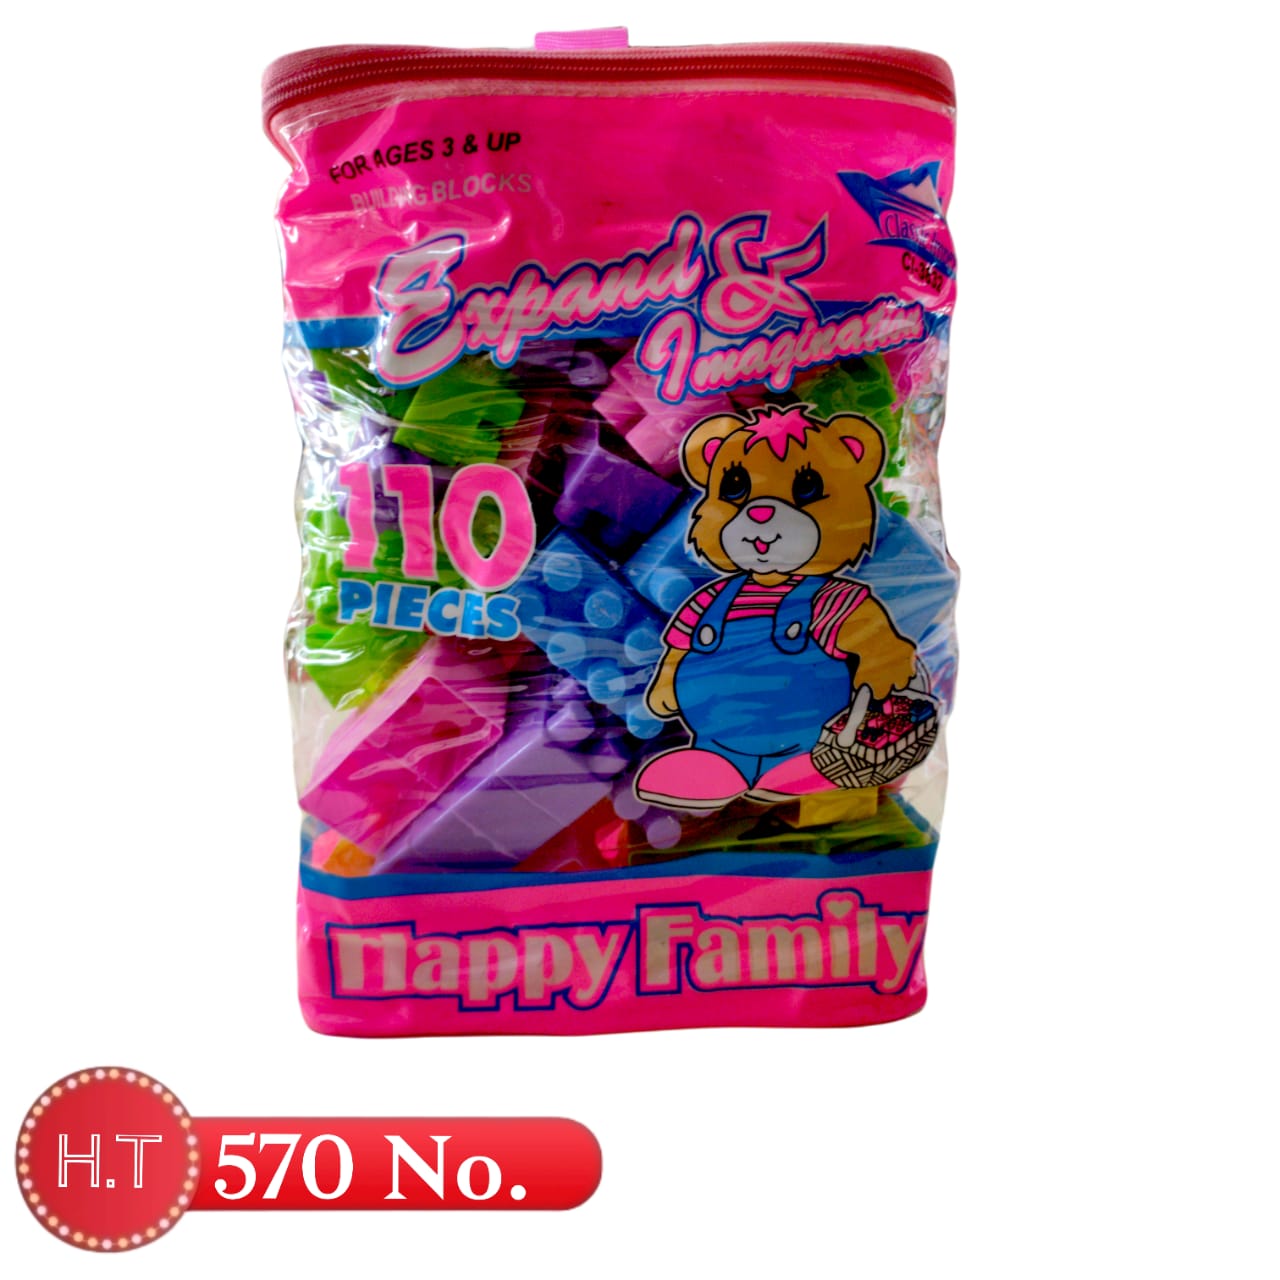 FOR AGES 3 & UP
BUILDING BLOCKS
Expand &
Imagination
110
PIECES
Happy Family
H.T
570 No.